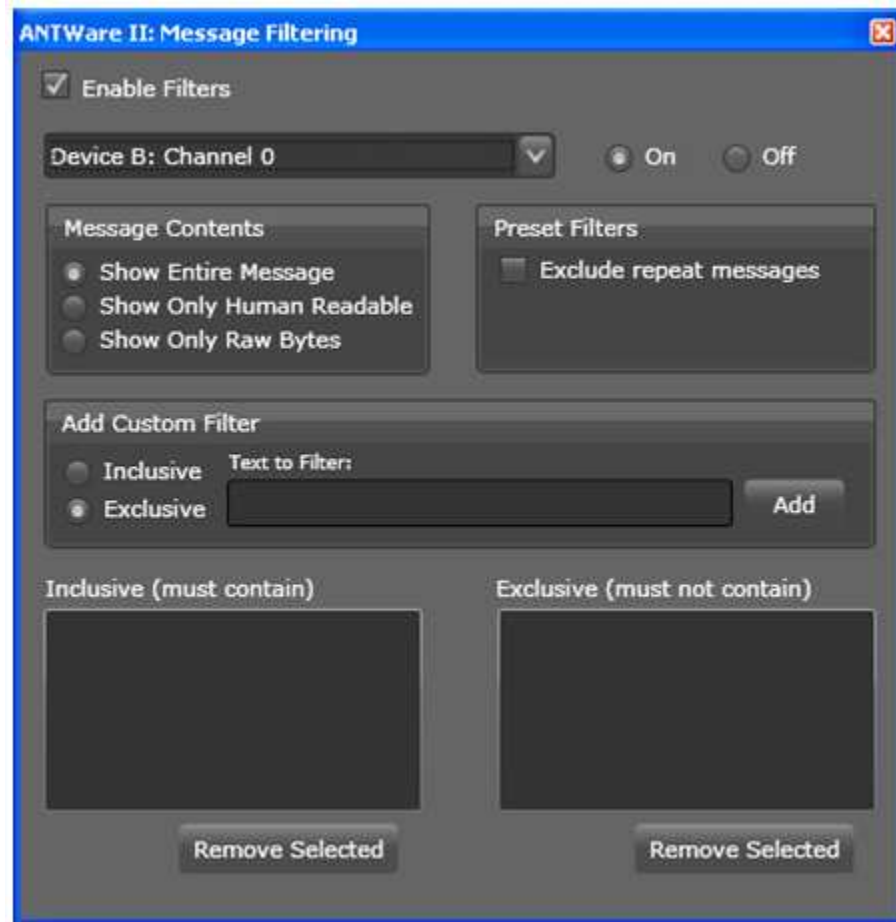 ANTWare II: Message Filtering
Enable Filters
Device B: Channel 0
On
Off
Message Contents
Show Entire Message
Show Only Human Readable
Show Only Raw Bytes
Preset Filters
Exclude repeat messages
Add Custom Filter
Inclusive
Exclusive
Text to Filter:
Add
Inclusive (must contain)
Exclusive (must not contain)
Remove Selected
Remove Selected